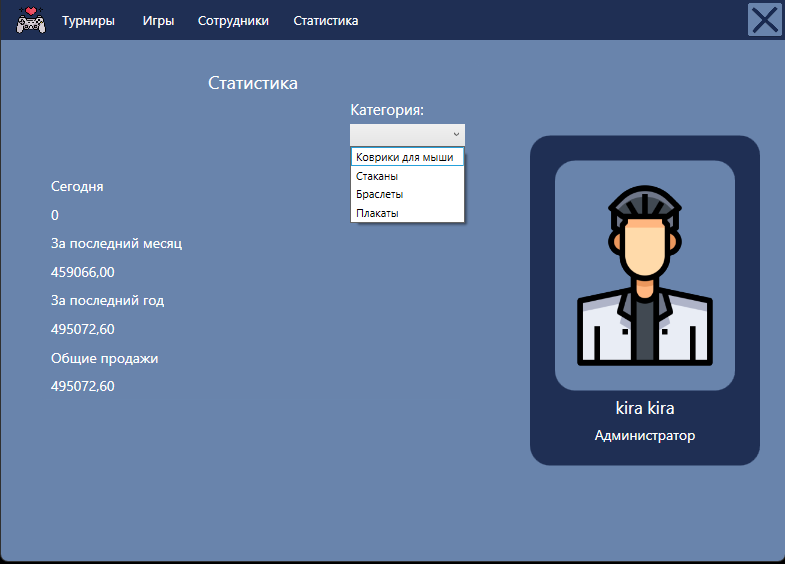 Турниры Игры Сотрудники Статистика
Статистика
Категория:
Коврики для мыши
Стаканы
Браслеты
Плакаты
Сегодня
0
За последний месяц
459066,00
За последний год
495072,60
Общие продажи
495072,60
kira kira
Администратор